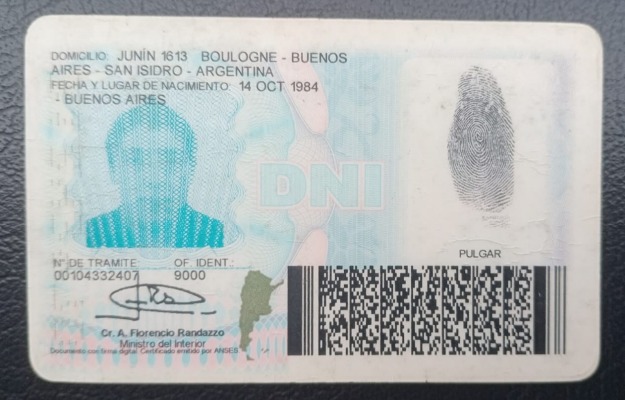 DOMICILIO: JUNÍN 1613 BOULOGNE - BUENOS
AIRES - SAN ISIDRO - ARGENTINA
FECHA Y LUGAR DE NACIMIENTO: 14 OCT 1984
- BUENOS AIRES
DNI
PULGAR
Nº DE TRAMITE OF. IDENT.:
00104332407 9000
Cr. A. Florencio Randazzo
Ministro del Interior
Documento con firma digital. Certificado emitido por ANSES.